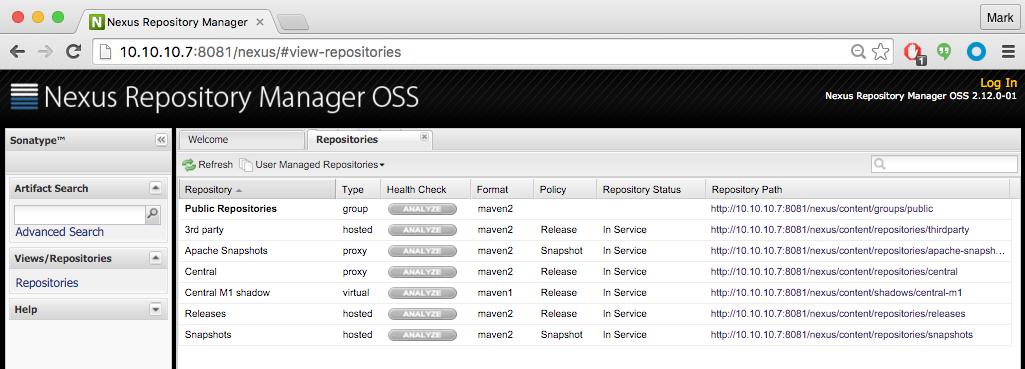 Nexus Repository Manager
Mark
10.10.10.7:8081/nexus/#view-repositories
1
Nexus Repository Manager OSS
Log In
Nexus Repository Manager OSS 2.12.0-01
Sonatype™
Welcome
Repositories
Refresh
User Managed Repositories
Artifact Search
Advanced Search
Views/Repositories
Repositories
Help
Repository Type Health Check Format Policy Repository Status Repository Path
Public Repositories group ANALYZE maven2 http://10.10.10.7:8081/nexus/content/groups/public
3rd party hosted ANALYZE maven2 Release In Service http://10.10.10.7:8081/nexus/content/repositories/thirdparty
Apache Snapshots proxy ANALYZE maven2 Snapshot In Service http://10.10.10.7:8081/nexus/content/repositories/apache-snapsh...
Central proxy ANALYZE maven2 Release In Service http://10.10.10.7:8081/nexus/content/repositories/central
Central M1 shadow virtual ANALYZE maven1 Release In Service http://10.10.10.7:8081/nexus/content/shadows/central-m1
Releases hosted ANALYZE maven2 Release In Service http://10.10.10.7:8081/nexus/content/repositories/releases
Snapshots hosted ANALYZE maven2 Snapshot In Service http://10.10.10.7:8081/nexus/content/repositories/snapshots